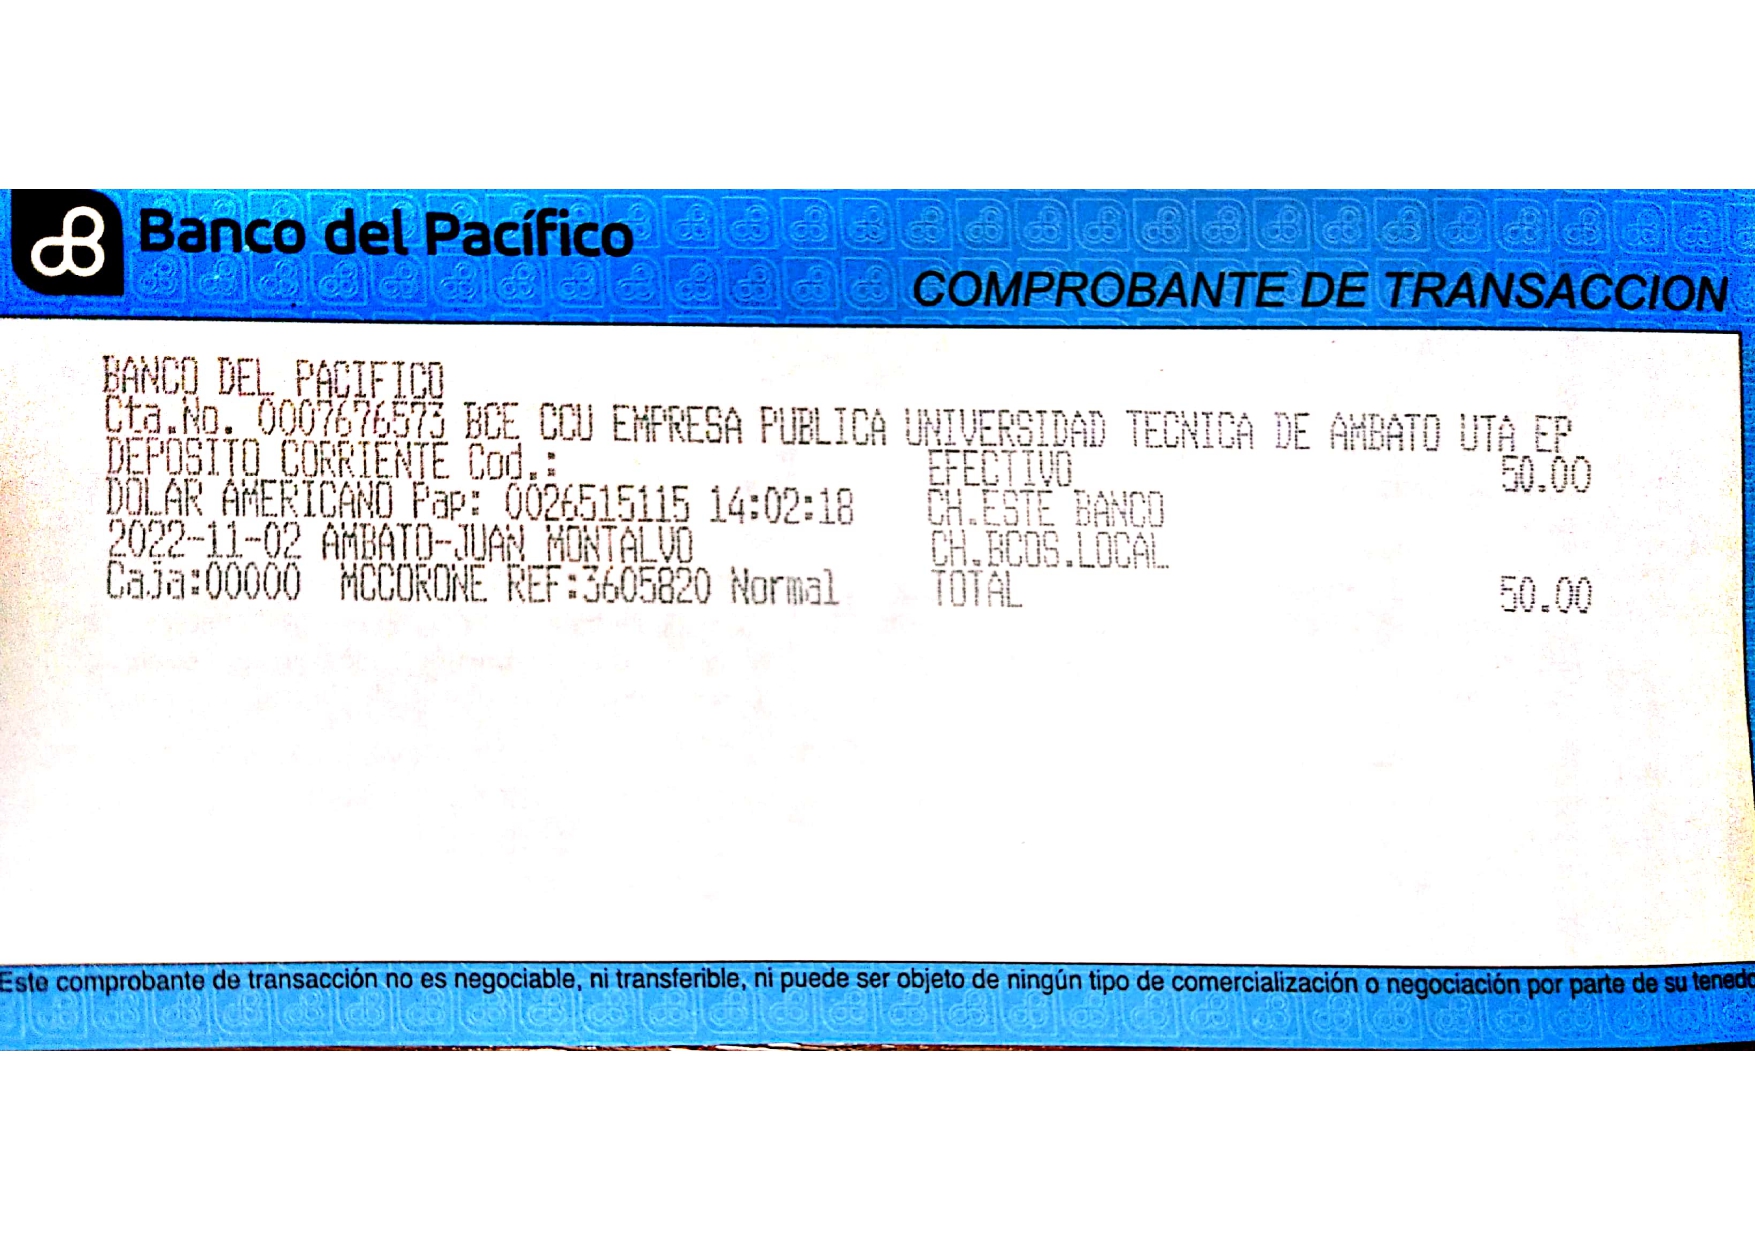 Banco del Pacífico
COMPROBANTE DE TRANSACCION
BANCO DEL PACIFICO
Cta.No. 0007676573 BCE CCU EMPRESA PUBLICA UNIVERSIDAD TECNICA DE AMBATO UTA EP
DEPOSITO CORRIENTE Cod.: EFECTIVO 50.00
DOLAR AMERICANO Pap: 0026515115 14:02:18 CH.ESTE BANCO
2022-11-02 AMBATO-JUAN MONTALVO CH.BCOS.LOCAL
Caja:00000 MCCORONE REF:3605820 Normal TOTAL 50.00
Este comprobante de transacción no es negociable, ni transferible, ni puede ser objeto de ningún tipo de comercialización o negociación por parte de su tenedo